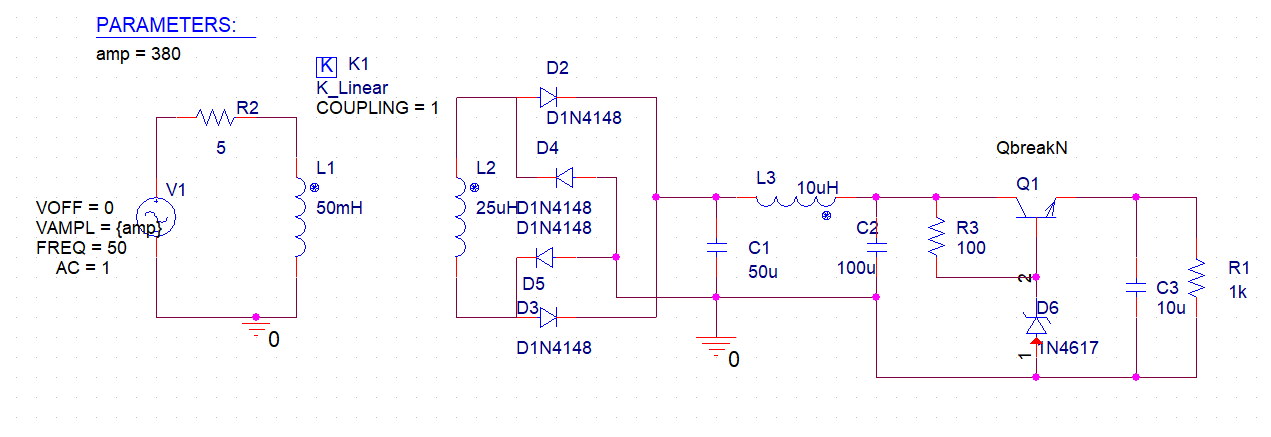 PARAMETERS:
amp = 380
K K1
K_Linear
COUPLING = 1
R2
5
V1
VOFF = 0
VAMPL = {amp}
FREQ = 50
AC = 1
L1
50mH
0
L2
25uH
D2
D1N4148
D4
D1N4148
D1N4148
D5
D3
D1N4148
C1
50u
0
L3
10uH
C2
100u
R3
100
QbreakN
Q1
2
D6
1N4617
1
C3
10u
R1
1k